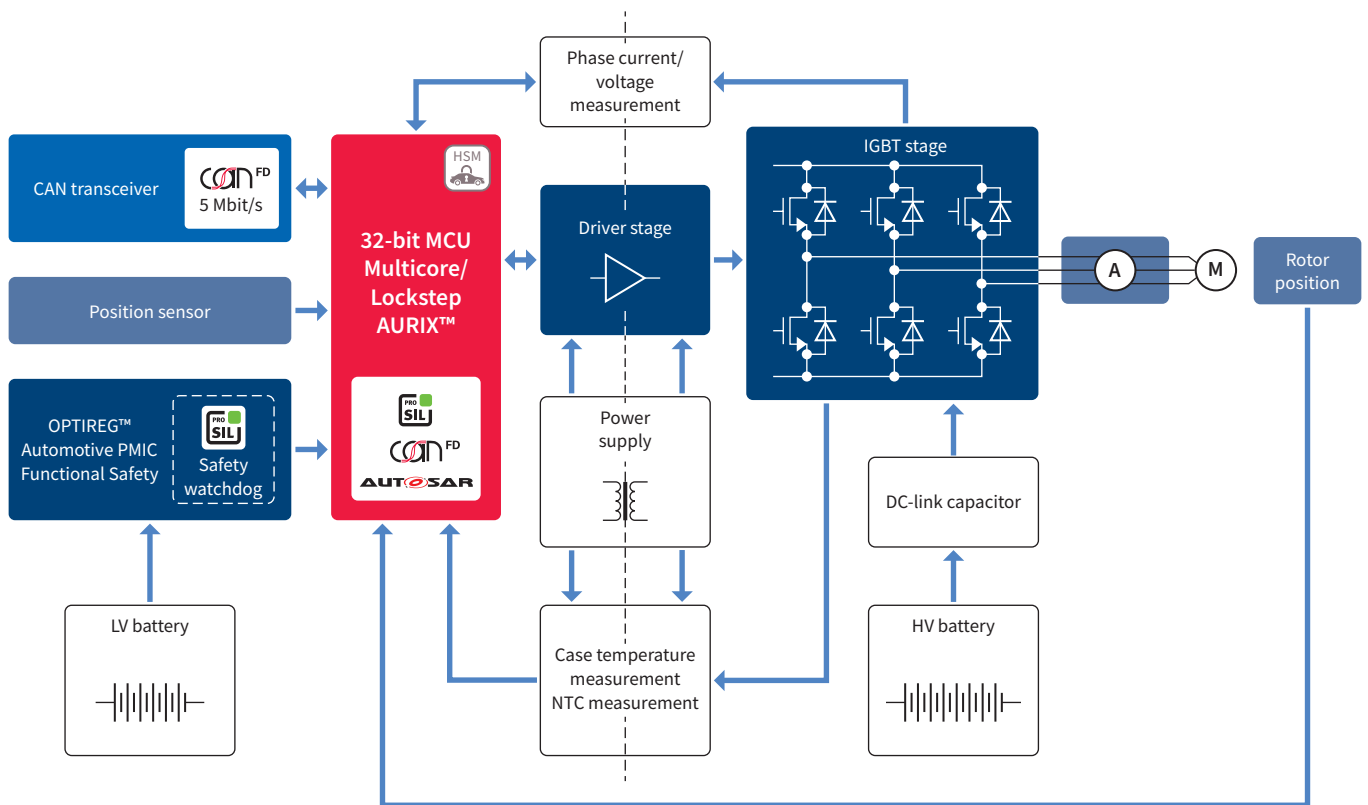 Phase current/
voltage
measurement
CAN transceiver
CAN FD
5 Mbit/s
HSM
32-bit MCU
Multicore/
Lockstep
AURIX™
PRO
SIL
CAN FD
AUTOSAR
Driver stage
IGBT stage
A
M
Rotor
position
Position sensor
OPTIREG™
Automotive PMIC
Functional Safety
PRO
SIL
Safety
watchdog
Power
supply
DC-link capacitor
LV battery
Case temperature
measurement
NTC measurement
HV battery